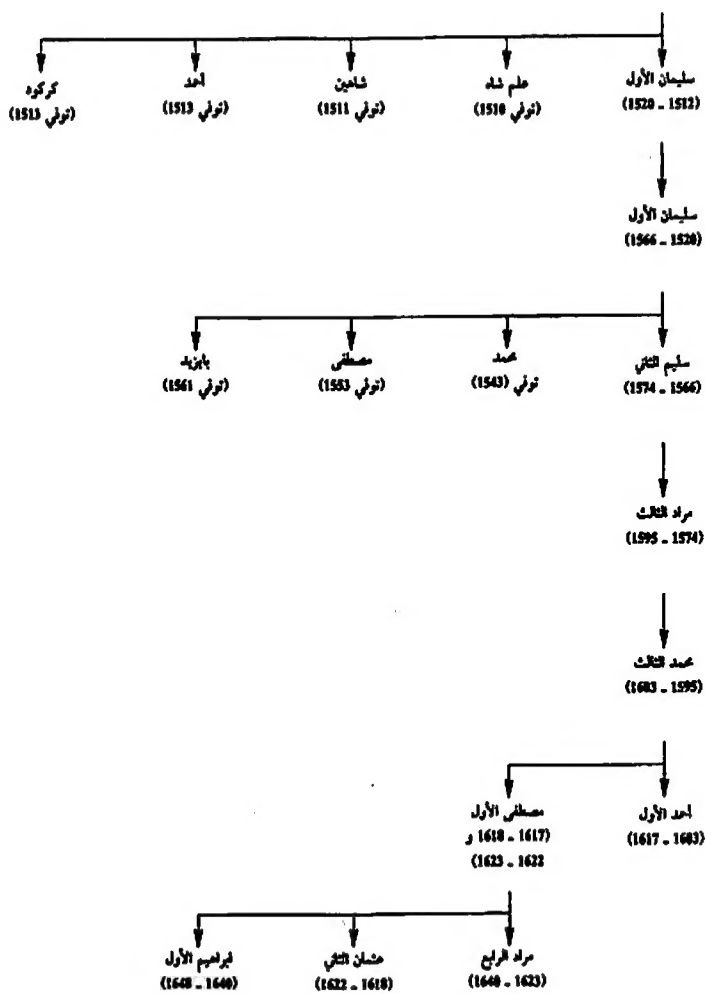 سليمان الأول
(1512 _ 1520)
علم شاه
(توفي 1510)
شاهين
(توفي 1511)
أحمد
(توفي 1513)
كركود
(توفي 1513)
سليمان الأول
(1520 _ 1566)
سليم الثاني
(1566 _ 1574)
محمد
توفي (1543)
مصطفى
(توفي 1553)
بايزيد
(توفي 1561)
مراد الثالث
(1574 _ 1595)
محمد الثالث
(1595 _ 1603)
أحمد الأول
(1603 _ 1617)
مصطفى الأول
(1617 _ 1618 و
1622 _ 1623)
مراد الرابع
(1623 _ 1640)
عثمان الثاني
(1618 _ 1622)
ابراهيم الأول
(1640 _ 1648)